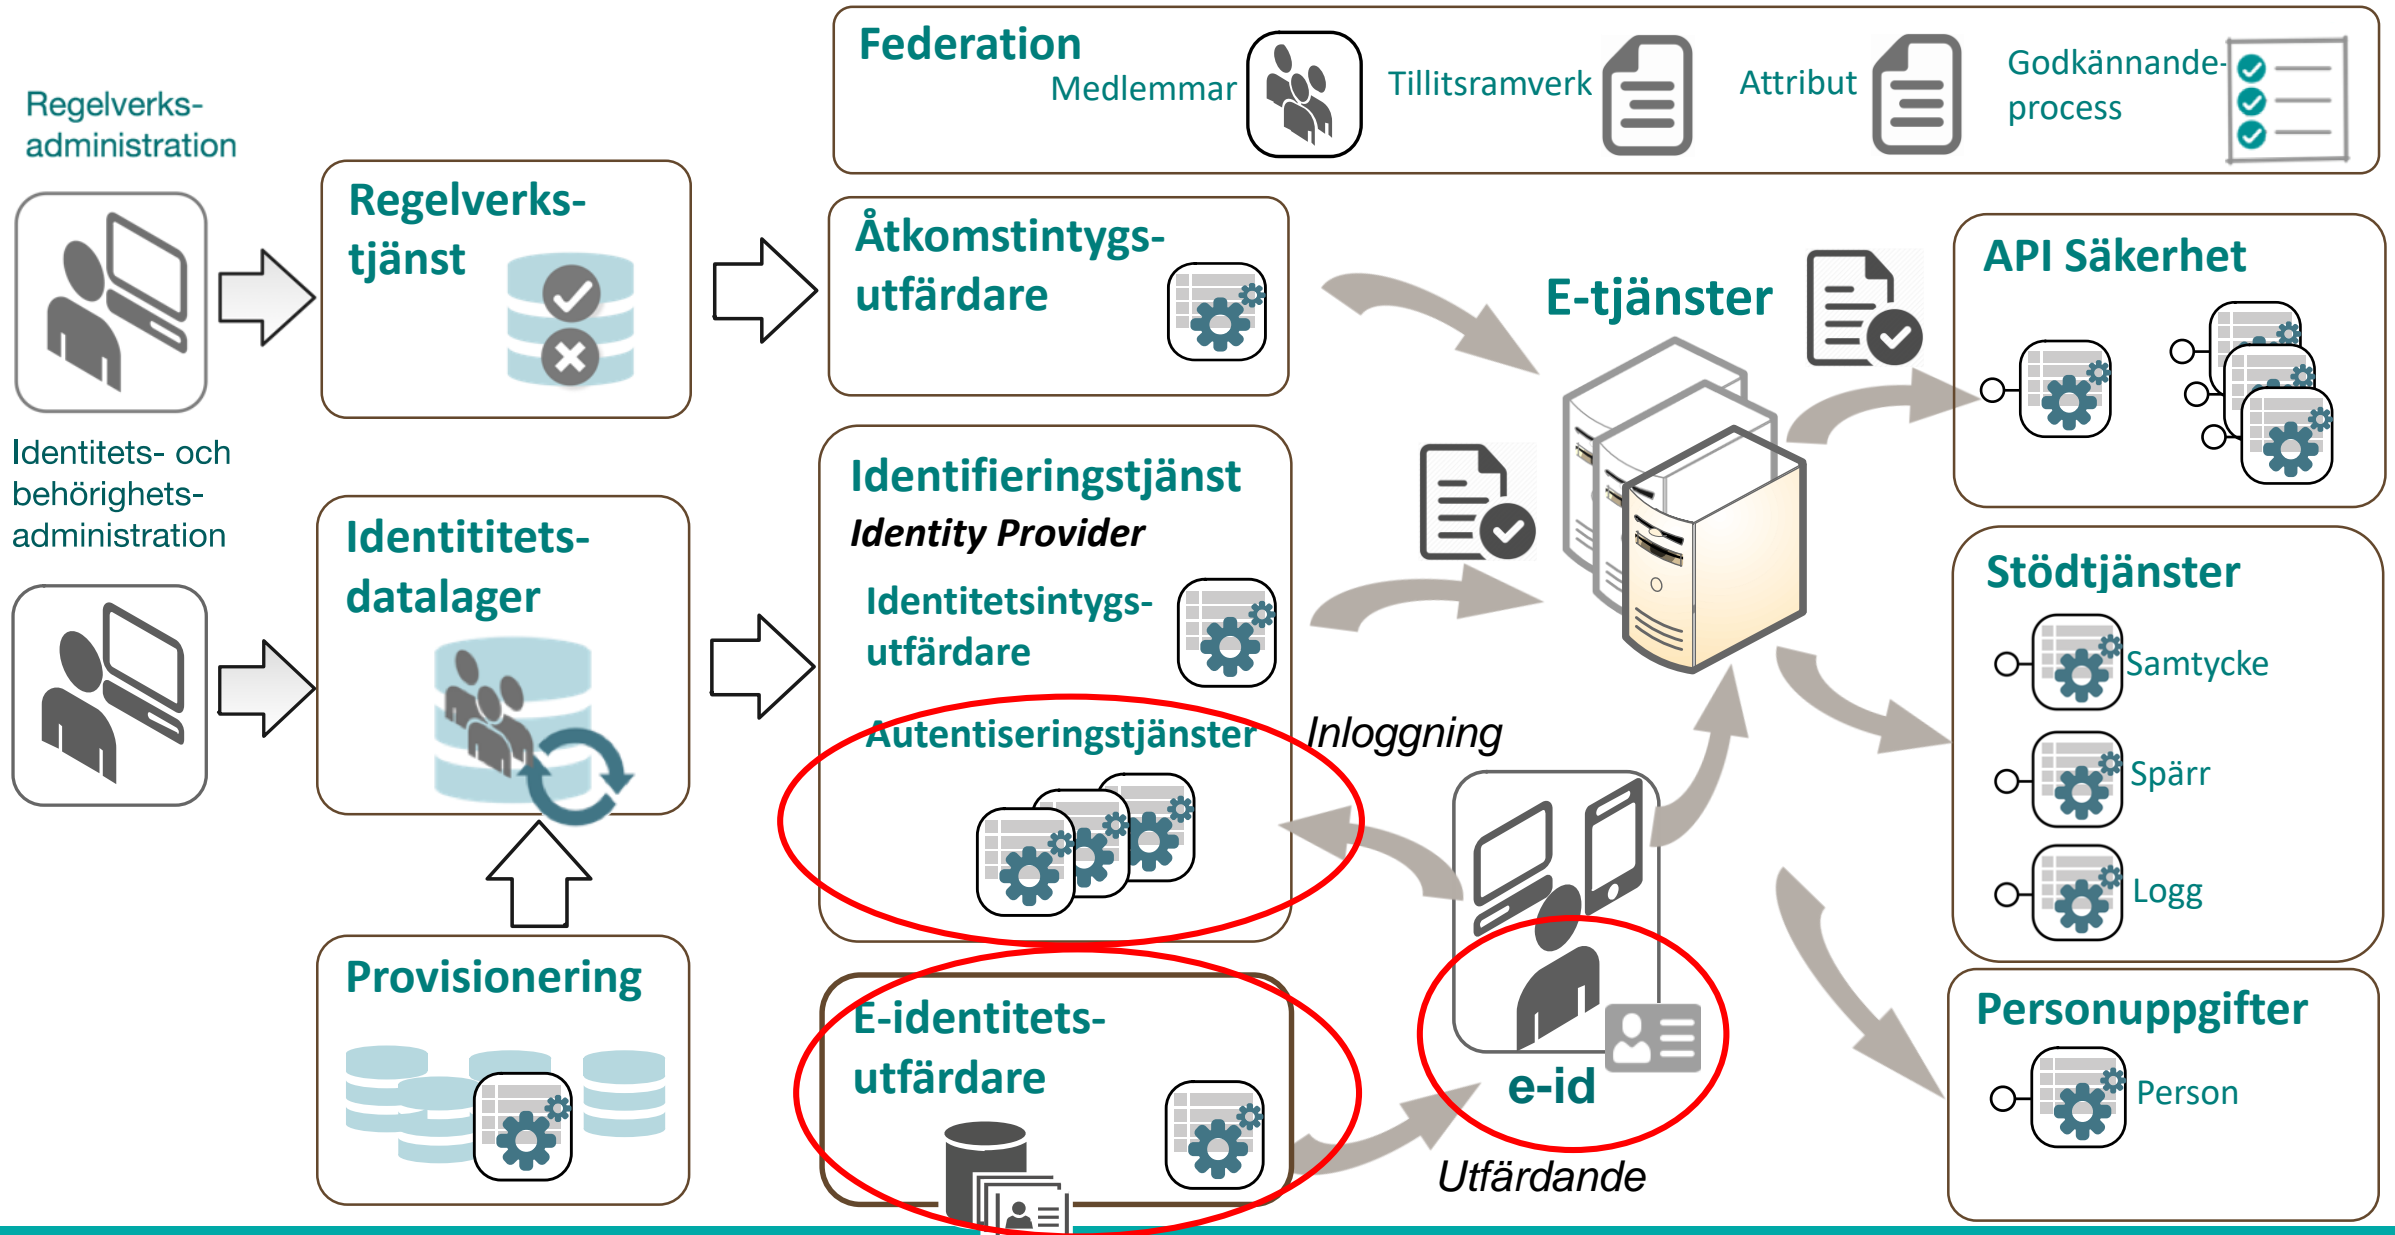 Federation
Medlemmar
Tillitsramverk
Attribut
Godkännande-
process
Regelverks-
administration
Regelverks-
tjänst
Åtkomstintygs-
utfärdare
E-tjänster
API Säkerhet
Identitets- och
behörighets-
administration
Identititets-
datalager
Identifieringstjänst
Identity Provider
Identitetsintygs-
utfärdare
Autentiseringstjänster
Inloggning
Stödtjänster
Samtycke
Spärr
Logg
Provisionering
E-identitets-
utfärdare
e-id
Utfärdande
Personuppgifter
Person